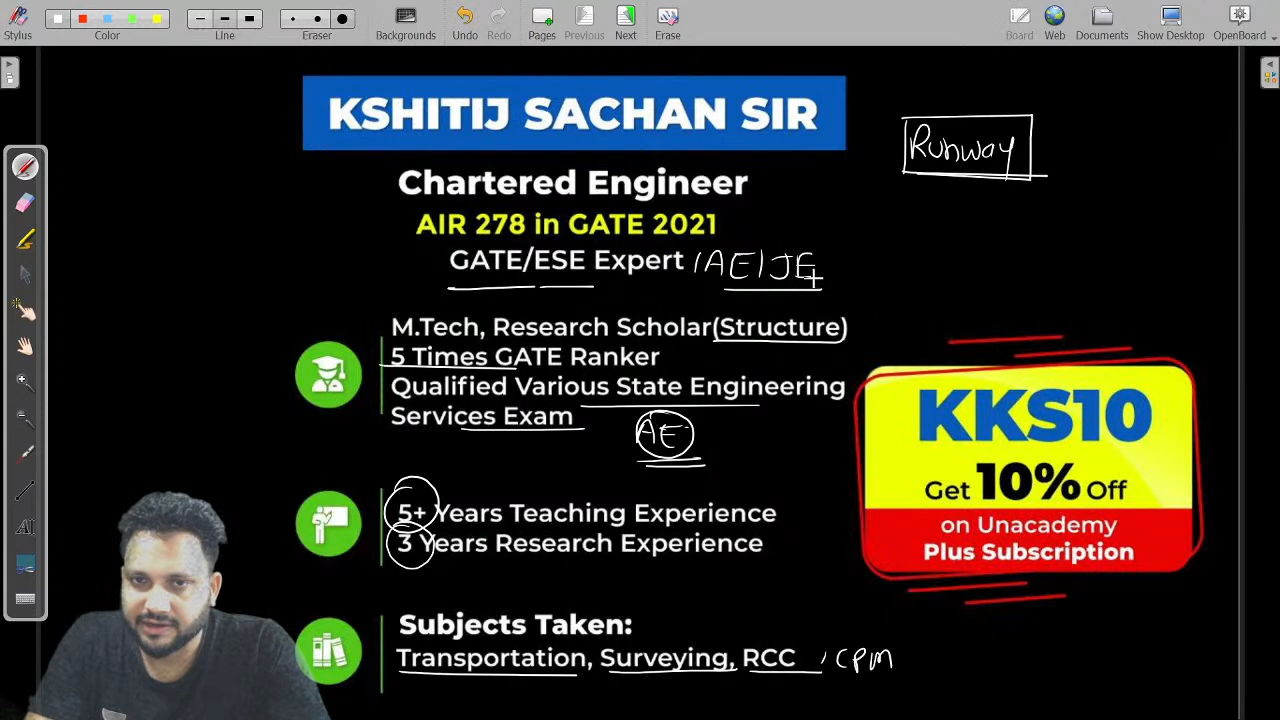 Stylus
Color
Line
Eraser
Backgrounds
Undo
Redo
Pages
Previous
Next
Erase
Board
Web
Documents
Show Desktop
OpenBoard
KSHITIJ SACHAN SIR
Runway
Chartered Engineer
AIR 278 in GATE 2021
GATE/ESE Expert /AE/JE
M.Tech, Research Scholar(Structure)
5 Times GATE Ranker
Qualified Various State Engineering
Services Exam
AE
KKS10
Get 10% Off
on Unacademy
Plus Subscription
5+ Years Teaching Experience
3 Years Research Experience
Subjects Taken:
Transportation, Surveying, RCC , CPM